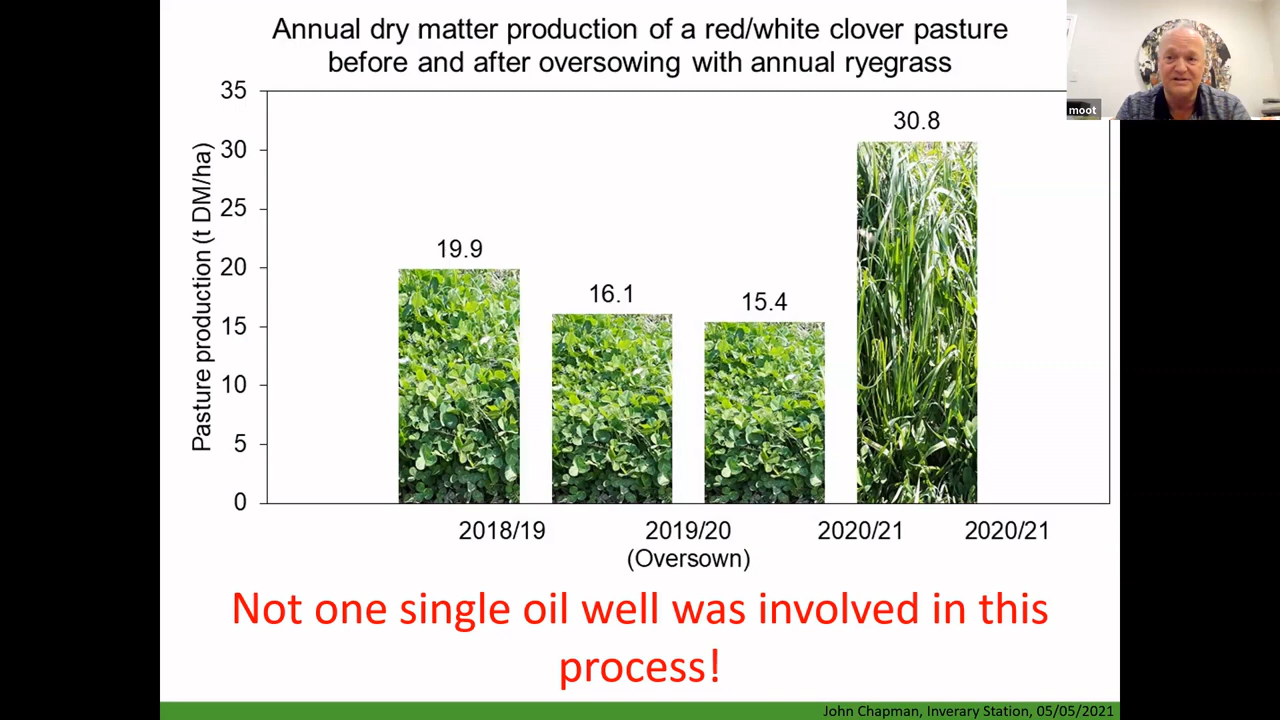 Annual dry matter production of a red/white clover pasture
before and after oversowing with annual ryegrass
moot
Pasture production (t DM/ha)
35
30
25
20
15
10
5
0
19.9
16.1
15.4
30.8
2018/19
2019/20
2020/21
2020/21
(Oversown)
Not one single oil well was involved in this
process!
John Chapman, Inverary Station, 05/05/2021